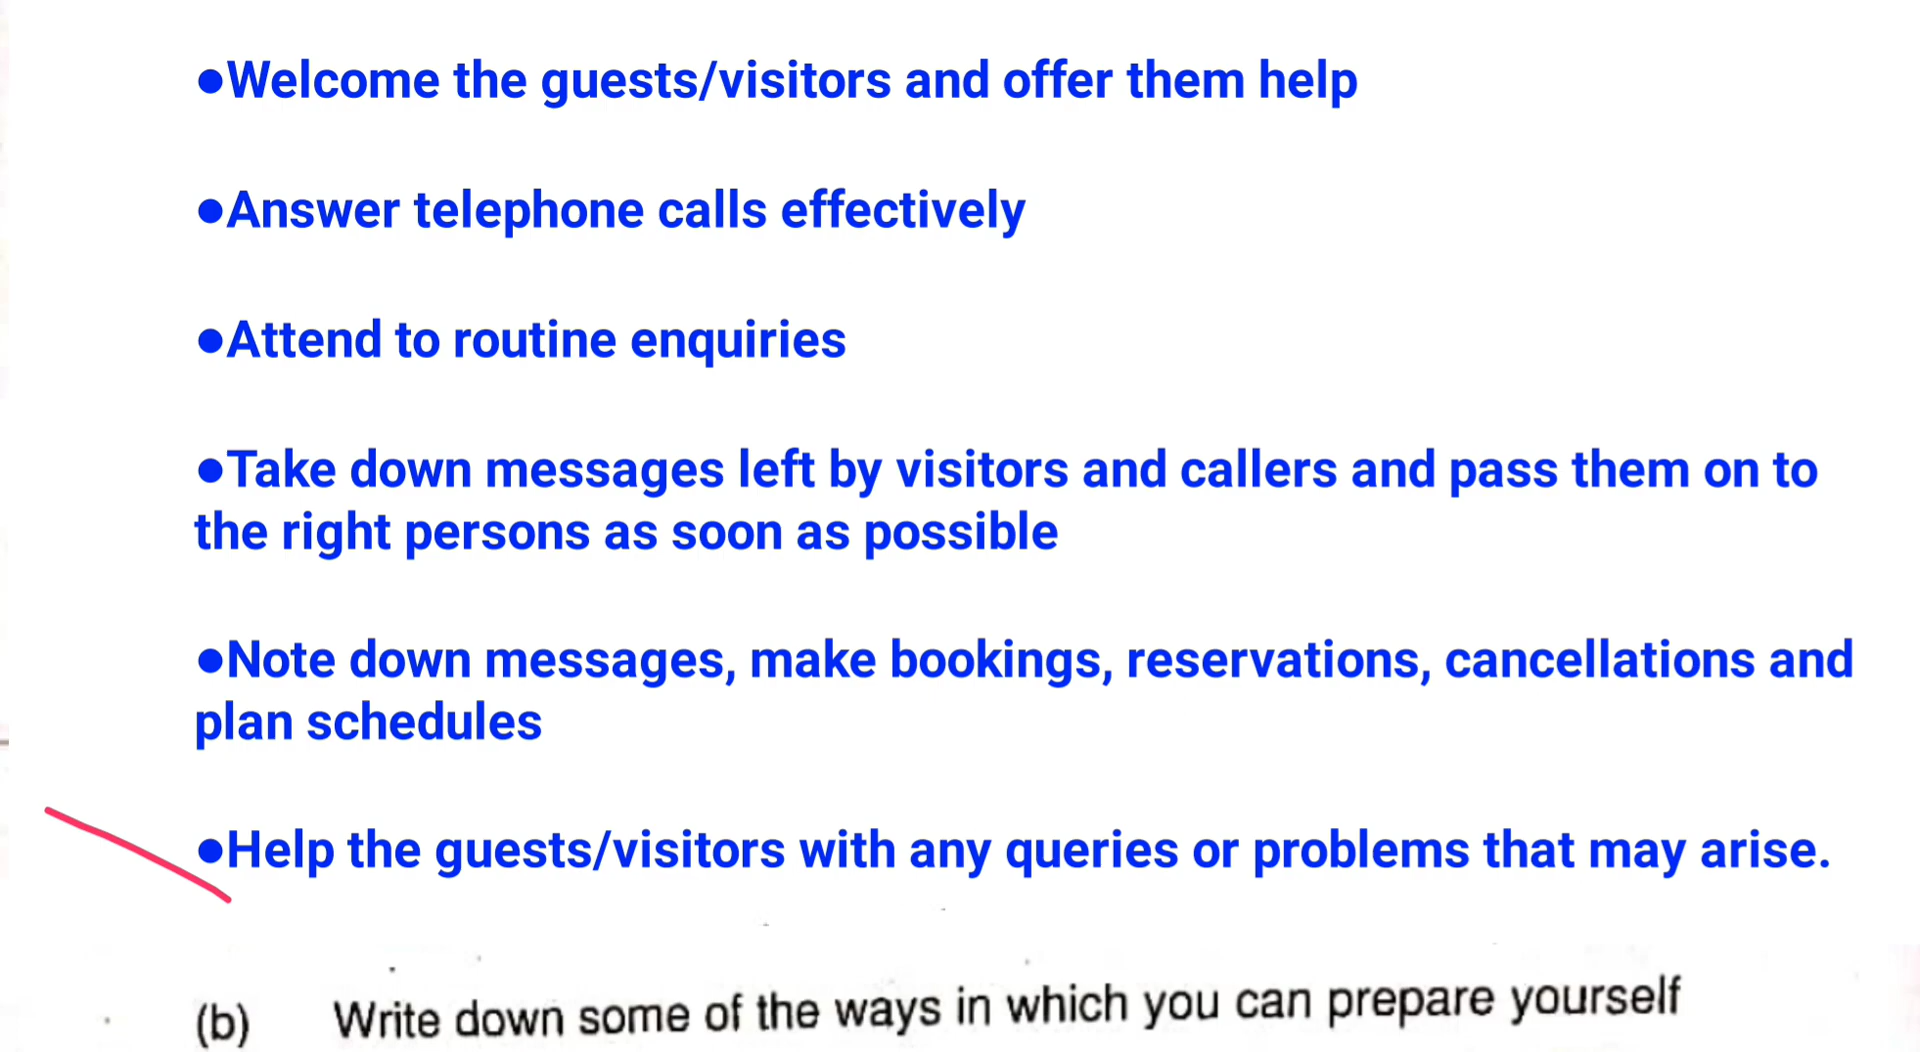 ●Welcome the guests/visitors and offer them help
●Answer telephone calls effectively
●Attend to routine enquiries
●Take down messages left by visitors and callers and pass them on to
the right persons as soon as possible
●Note down messages, make bookings, reservations, cancellations and
plan schedules
●Help the guests/visitors with any queries or problems that may arise.
(b) Write down some of the ways in which you can prepare yourself